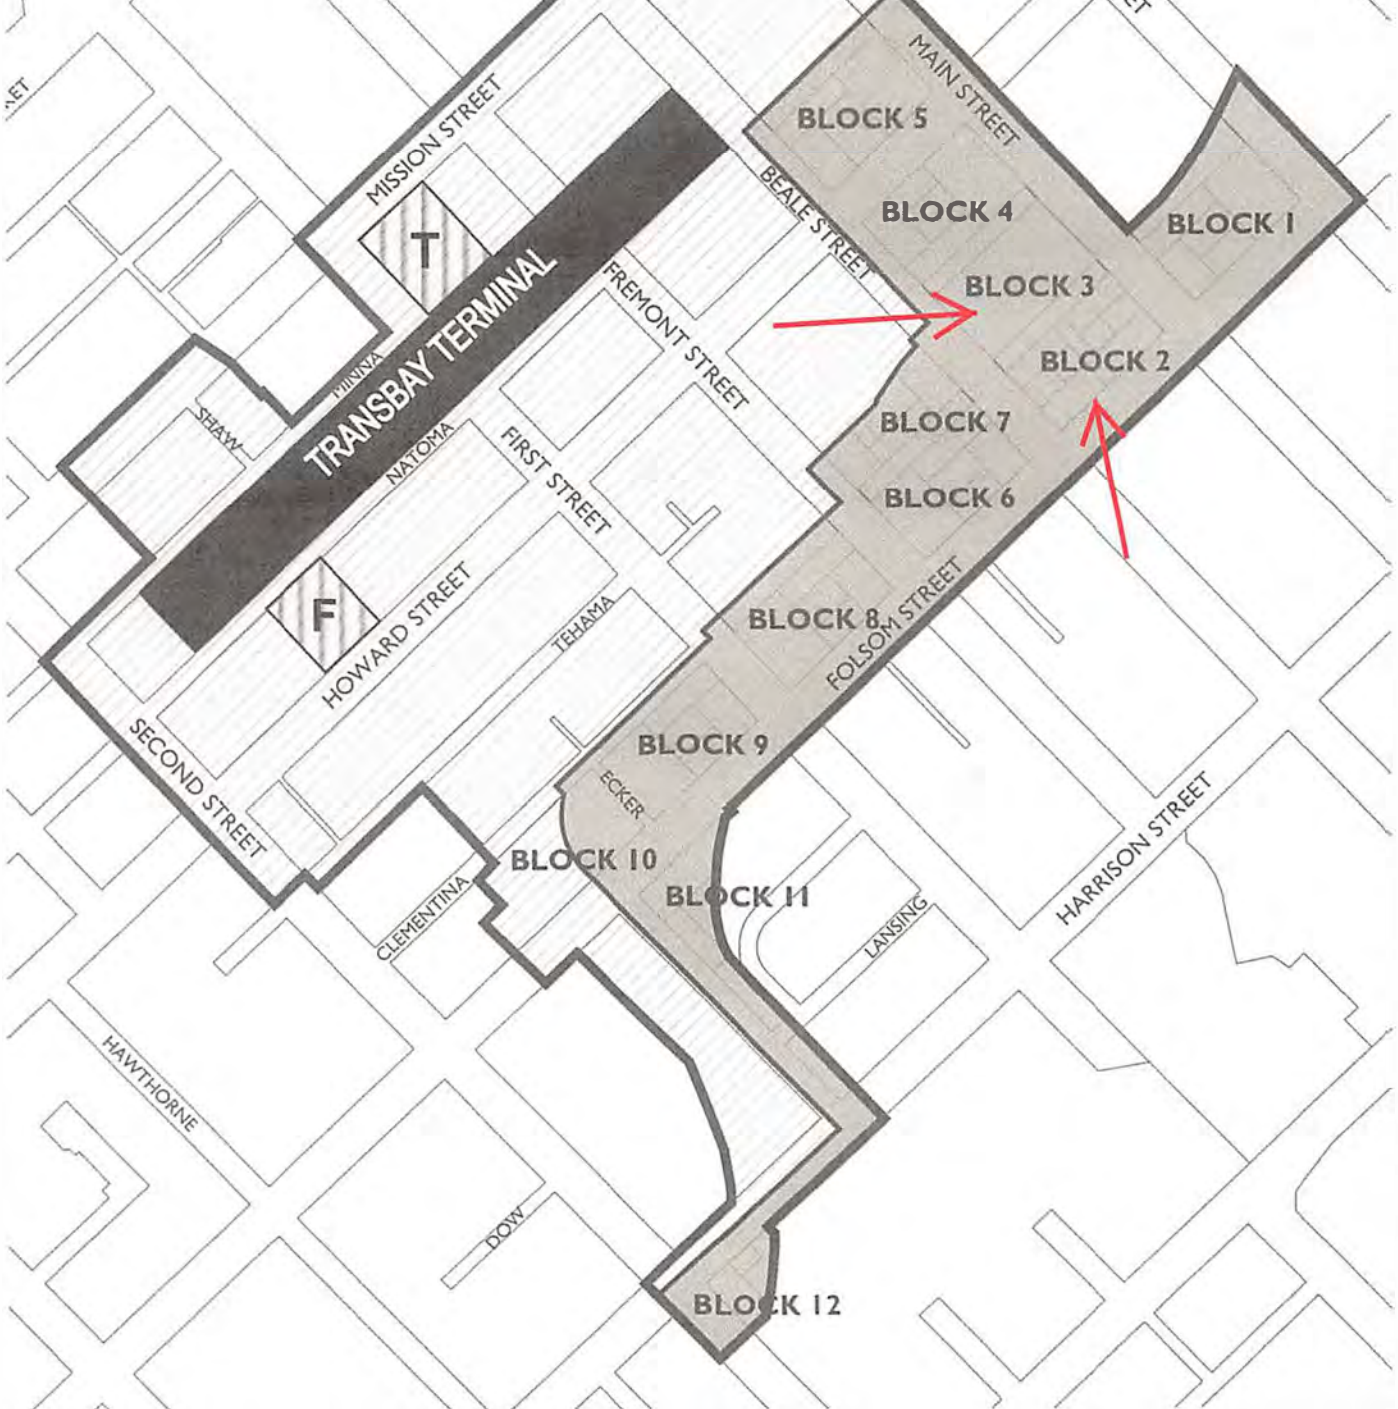 MAIN STREET
BLOCK 5
MISSION STREET
BEALE STREET
BLOCK 4
BLOCK 1
T
BLOCK 3
TRANSBAY TERMINAL
FREMONT STREET
MINNA
BLOCK 2
SHAW
NATOMA
BLOCK 7
FIRST STREET
BLOCK 6
F
HOWARD STREET
TEHAMA
BLOCK 8
FOLSOM STREET
SECOND STREET
BLOCK 9
ECKER
HARRISON STREET
BLOCK 10
BLOCK 11
CLEMENTINA
LANSING
HAWTHORNE
DOW
BLOCK 12